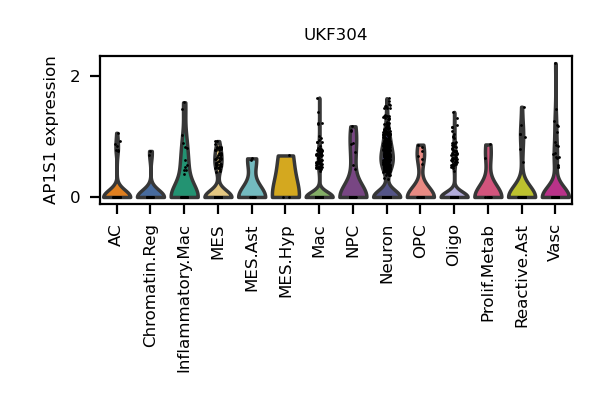 UKF304
AP1S1 expression
2
0
AC
Chromatin.Reg
Inflammatory.Mac
MES
MES.Ast
MES.Hyp
Mac
NPC
Neuron
OPC
Oligo
Prolif.Metab
Reactive.Ast
Vasc